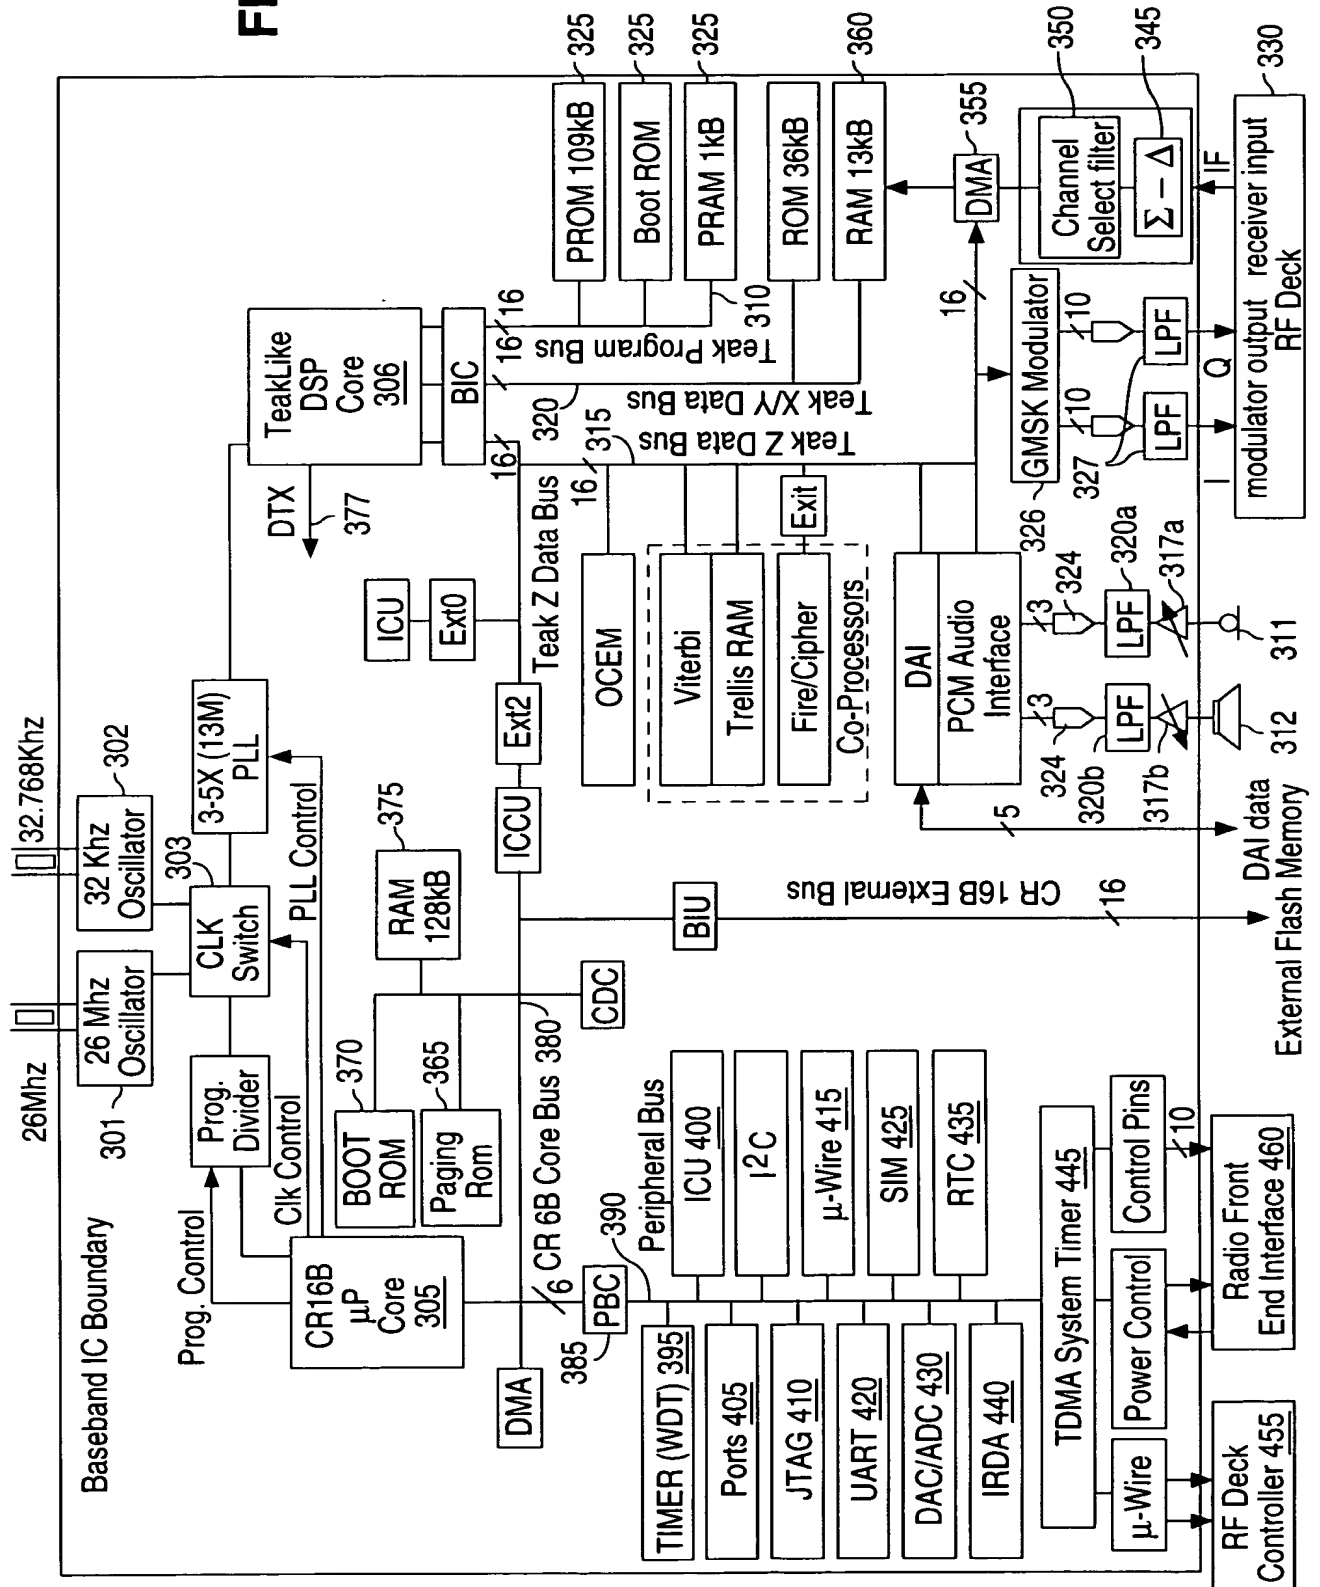 FI
26Mhz
32.768Khz
Baseband IC Boundary
301
26 Mhz
Oscillator
32 Khz
Oscillator
302
303
Prog. Control
Prog.
Divider
CLK
Switch
3-5X (13M)
PLL
Clk Control
PLL Control
CR16B
µP
Core
305
370
BOOT
ROM
365
Paging
Rom
375
RAM
128kB
DTX
377
TeakLike
DSP
Core
306
BIC
16
16
16
ICU
Ext0
DMA
CR 6B Core Bus 380
ICCU
Ext2
Teak Z Data Bus
CDC
BIU
CR 16B External Bus
16
6
385
PBC
390
Peripheral Bus
TIMER (WDT) 395
ICU 400
Ports 405
I2C
JTAG 410
µ-Wire 415
UART 420
SIM 425
DAC/ADC 430
RTC 435
IRDA 440
TDMA System Timer 445
µ-Wire
Power Control
Control Pins
10
RF Deck
Controller 455
Radio Front
End Interface 460
320
Teak Program Bus
310
Teak X/Y Data Bus
Teak Z Data Bus
315
16
PROM 109kB
325
Boot ROM
325
PRAM 1kB
325
ROM 36kB
RAM 13kB
360
OCEM
Viterbi
Trellis RAM
Fire/Cipher
Exit
Co-Processors
DAI
PCM Audio
Interface
5
3
3
324
324
LPF
LPF
320b
320a
317b
317a
312
311
DAI data
External Flash Memory
16
DMA
355
326
GMSK Modulator
10
10
327
LPF
LPF
I
Q
IF
Channel
Select filter
350
Σ – Δ
345
modulator output receiver input
RF Deck
330